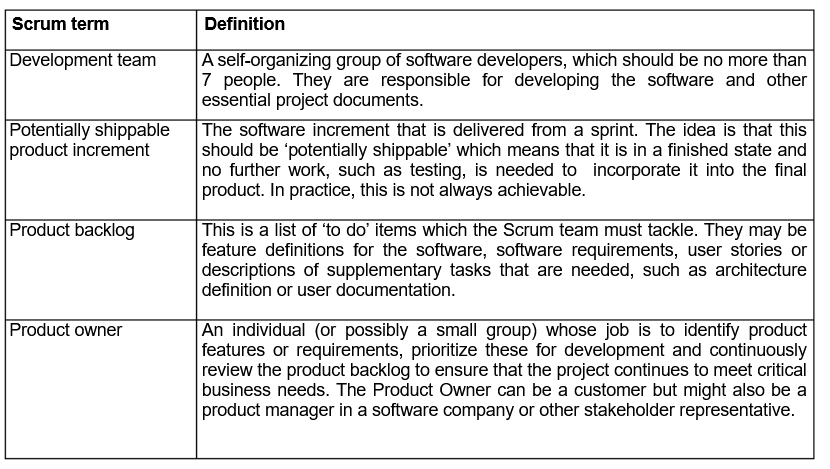 Scrum term
Definition
Development team
A self-organizing group of software developers, which should be no more than
7 people. They are responsible for developing the software and other
essential project documents.
Potentially shippable
product increment
The software increment that is delivered from a sprint. The idea is that this
should be ‘potentially shippable’ which means that it is in a finished state and
no further work, such as testing, is needed to incorporate it into the final
product. In practice, this is not always achievable.
Product backlog
This is a list of ‘to do’ items which the Scrum team must tackle. They may be
feature definitions for the software, software requirements, user stories or
descriptions of supplementary tasks that are needed, such as architecture
definition or user documentation.
Product owner
An individual (or possibly a small group) whose job is to identify product
features or requirements, prioritize these for development and continuously
review the product backlog to ensure that the project continues to meet critical
business needs. The Product Owner can be a customer but might also be a
product manager in a software company or other stakeholder representative.